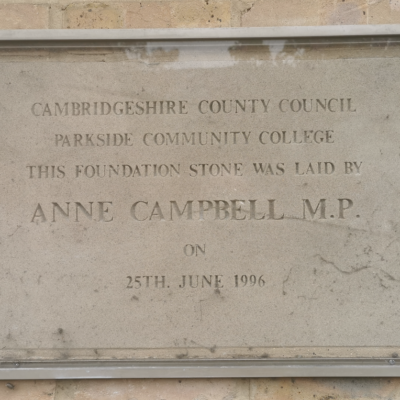 CAMBRIDGESHIRE COUNTY COUNCIL
PARKSIDE COMMUNITY COLLEGE
THIS FOUNDATION STONE WAS LAID BY
ANNE CAMPBELL M.P.
ON
25TH. JUNE 1996